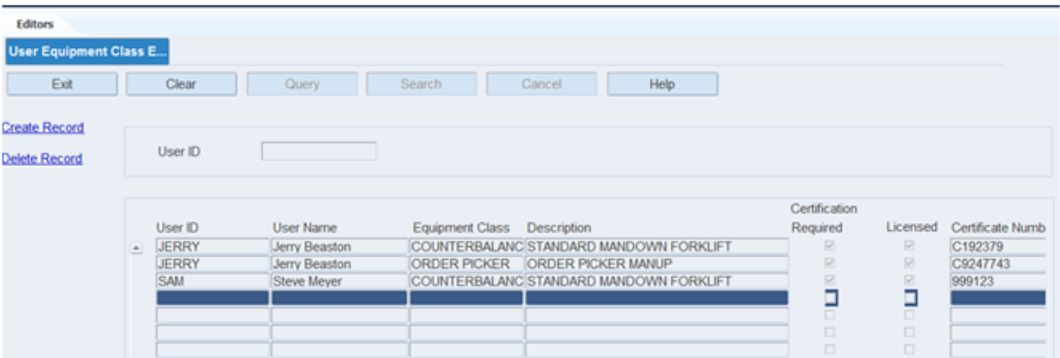 Editors
User Equipment Class E...
Exit Clear Query Search Cancel Help
Create Record
Delete Record
User ID
Certification
User ID User Name Equipment Class Description Required Licensed Certificate Numb
JERRY Jerry Beaston COUNTERBALANC STANDARD MANDOWN FORKLIFT C192379
JERRY Jerry Beaston ORDER PICKER ORDER PICKER MANUP C9247743
SAM Steve Meyer COUNTERBALANC STANDARD MANDOWN FORKLIFT 999123